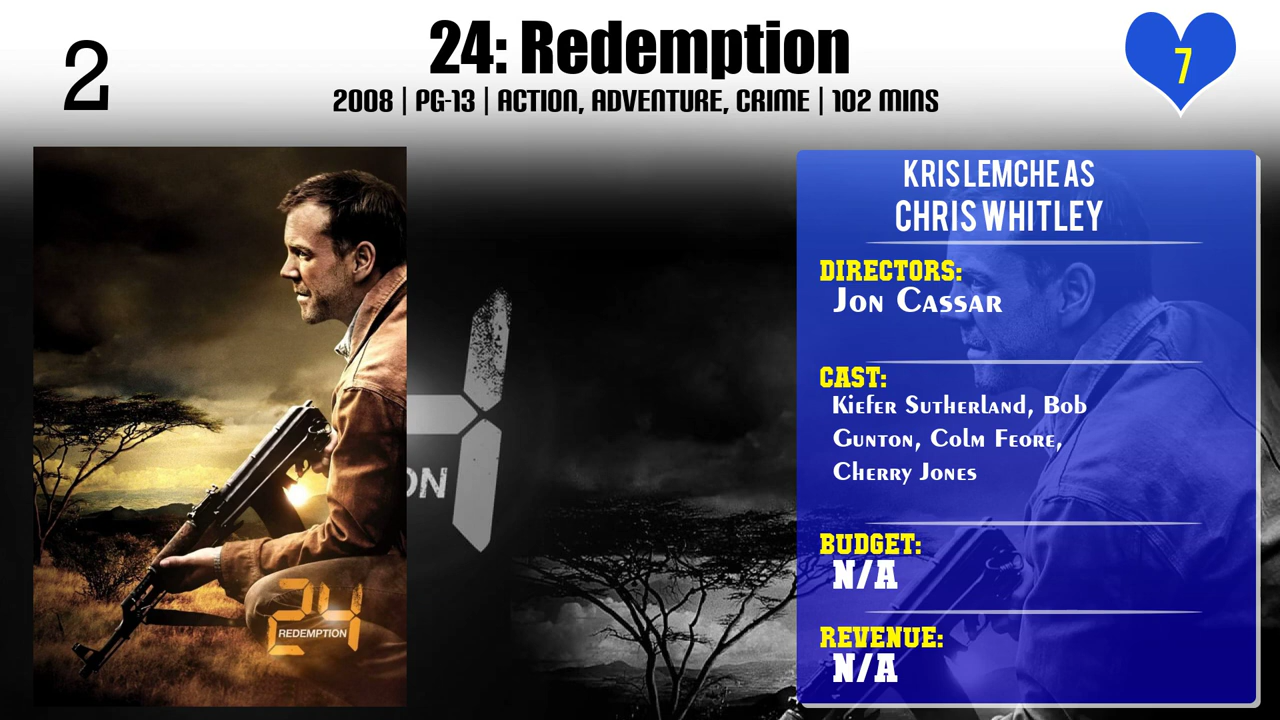 2
24: Redemption
7
2008 | PG-13 | ACTION, ADVENTURE, CRIME | 102 MINS
KRIS LEMCHE AS
CHRIS WHITLEY
DIRECTORS:
Jon Cassar
CAST:
Kiefer Sutherland, Bob
Gunton, Colm Feore,
Cherry Jones
BUDGET:
N/A
REVENUE:
N/A
24
REDEMPTION
4
ON